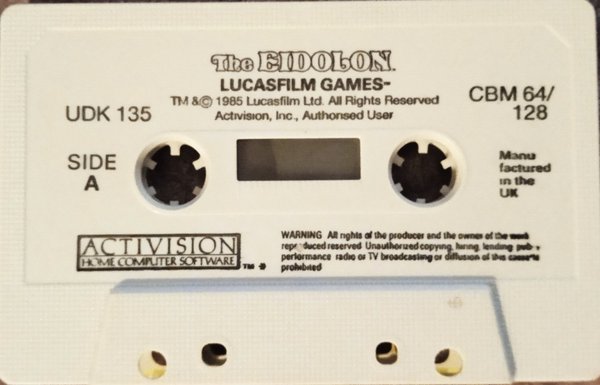 The EIDOLON
LUCASFILM GAMES™
TM & © 1985 Lucasfilm Ltd. All Rights Reserved
Activision, Inc., Authorised User
UDK 135
CBM 64/
128
SIDE
A
Manu
factured
in the
UK
ACTIVISION
HOME COMPUTER SOFTWARE
TM
WARNING All rights of the producer and the owner of the work
reproduced reserved Unauthorized copying, hiring, lending pub
performance radio or TV broadcasting or diffusion of this cassette
prohibited